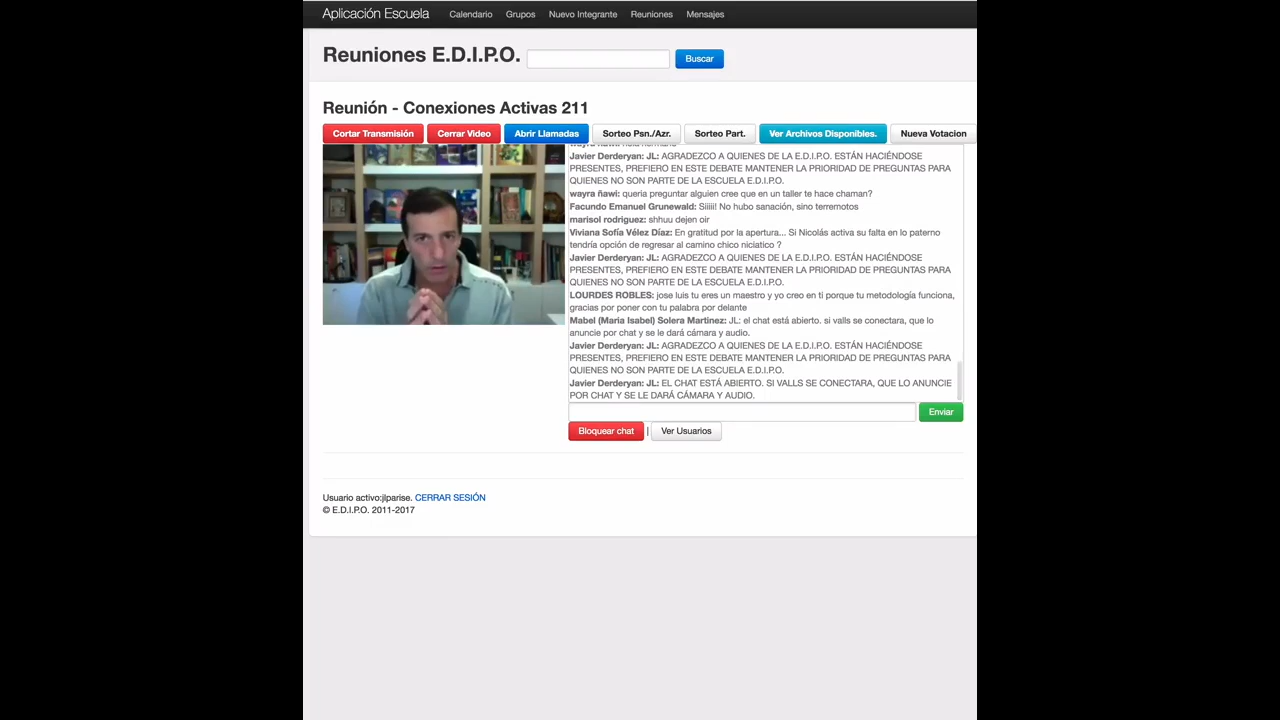 Aplicación Escuela Calendario Grupos Nuevo Integrante Reuniones Mensajes
Reuniones E.D.I.P.O. Buscar
Reunión - Conexiones Activas 211
Cortar Transmisión Cerrar Video Abrir Llamadas Sorteo Psn./Azr. Sorteo Part. Ver Archivos Disponibles. Nueva Votacion
Javier Derderyan: JL: AGRADEZCO A QUIENES DE LA E.D.I.P.O. ESTÁN HACIÉNDOSE
PRESENTES, PREFIERO EN ESTE DEBATE MANTENER LA PRIORIDAD DE PREGUNTAS PARA
QUIENES NO SON PARTE DE LA ESCUELA E.D.I.P.O.
wayra ñawi: queria preguntar alguien cree que en un taller te hace chaman?
Facundo Emanuel Grunewald: Siiiii! No hubo sanación, sino terrernotos
marisol rodriguez: shhuu dejen oir
Viviana Sofía Vélez Díaz: En gratitud por la apertura... Si Nicolás activa su falta en lo paterno
tendría opción de regresar al camino chico niciatico ?
Javier Derderyan: JL: AGRADEZCO A QUIENES DE LA E.D.I.P.O. ESTÁN HACIÉNDOSE
PRESENTES, PREFIERO EN ESTE DEBATE MANTENER LA PRIORIDAD DE PREGUNTAS PARA
QUIENES NO SON PARTE DE LA ESCUELA E.D.I.P.O.
LOURDES ROBLES: jose luis tu eres un maestro y yo creo en ti porque tu metodología funciona,
gracias por poner con tu palabra por delante
Mabel (Maria Isabel) Solera Martinez: JL: el chat está abierto. si valls se conectara, que lo
anuncie por chat y se le dará cámara y audio.
Javier Derderyan: JL: AGRADEZCO A QUIENES DE LA E.D.I.P.O. ESTÁN HACIÉNDOSE
PRESENTES, PREFIERO EN ESTE DEBATE MANTENER LA PRIORIDAD DE PREGUNTAS PARA
QUIENES NO SON PARTE DE LA ESCUELA E.D.I.P.O.
Javier Derderyan: JL: EL CHAT ESTÁ ABIERTO. SI VALLS SE CONECTARA, QUE LO ANUNCIE
POR CHAT Y SE LE DARÁ CÁMARA Y AUDIO.
Enviar
Bloquear chat | Ver Usuarios
Usuario activo:jlparise. CERRAR SESIÓN
© E.D.I.P.O. 2011-2017